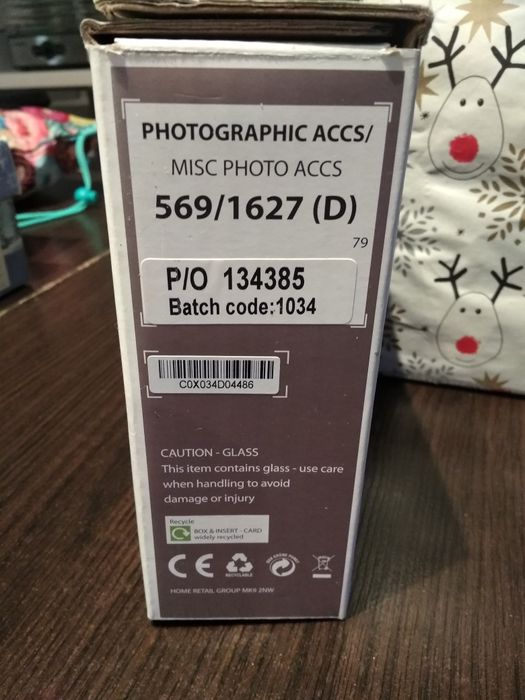 PHOTOGRAPHIC ACCS/
MISC PHOTO ACCS
569/1627 (D)
79
P/O 134385
Batch code:1034
C0X034D04486
CAUTION - GLASS
This item contains glass - use care
when handling to avoid
damage or injury
Recycle
BOX & INSERT - CARD
widely recycled
CE
RECYCLABLE
HOME RETAIL GROUP MK9 2NW